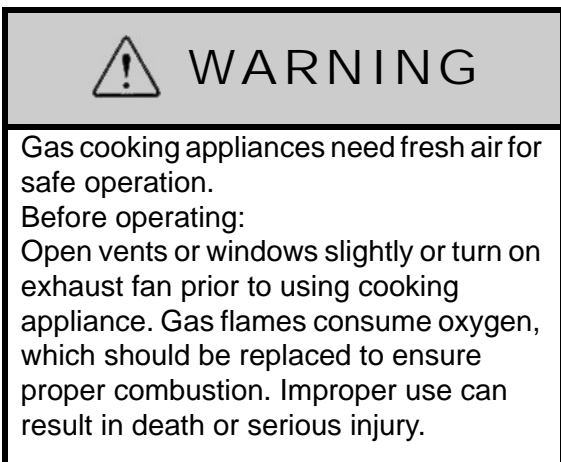 WARNING
Gas cooking appliances need fresh air for
safe operation.
Before operating:
Open vents or windows slightly or turn on
exhaust fan prior to using cooking
appliance. Gas flames consume oxygen,
which should be replaced to ensure
proper combustion. Improper use can
result in death or serious injury.